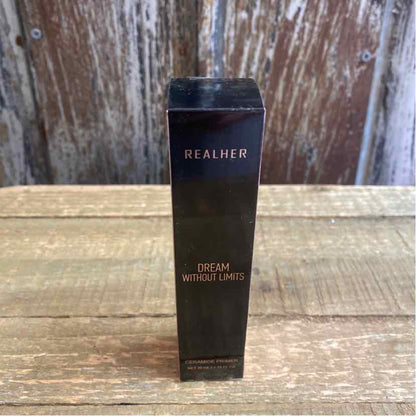 REALHER
DREAM
WITHOUT LIMITS
CERAMIDE PRIMER